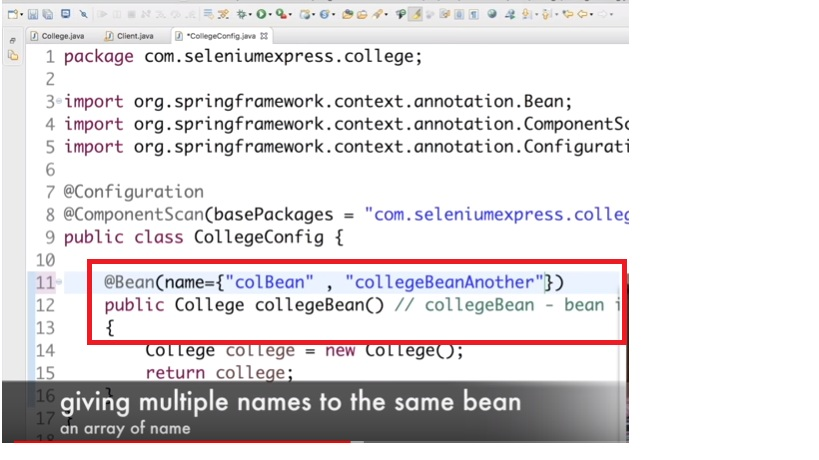 College.java Client.java *CollegeConfig.java
1 package com.seleniumexpress.college;
2
3 import org.springframework.context.annotation.Bean;
4 import org.springframework.context.annotation.ComponentSc
5 import org.springframework.context.annotation.Configurati
6
7 @Configuration
8 @ComponentScan(basePackages = "com.seleniumexpress.colleg
9 public class CollegeConfig {
10
11 @Bean(name={"colBean" , "collegeBeanAnother"})
12 public College collegeBean() // collegeBean - bean i
13 {
14 College college = new College();
15 return college;
16 }
giving multiple names to the same bean
17
an array of name
18